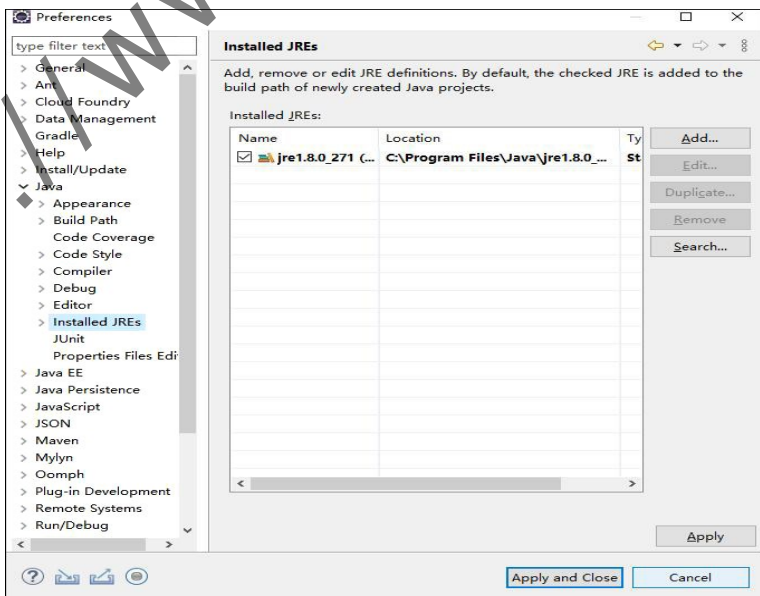 Preferences
type filter text
Installed JREs
General
Ant
Cloud Foundry
Data Management
Gradle
Help
Install/Update
Java
Appearance
Build Path
Code Coverage
Code Style
Compiler
Debug
Editor
Installed JREs
JUnit
Properties Files Edi
Java EE
Java Persistence
JavaScript
JSON
Maven
Mylyn
Oomph
Plug-in Development
Remote Systems
Run/Debug
Add, remove or edit JRE definitions. By default, the checked JRE is added to the
build path of newly created Java projects.
Installed JREs:
Name Location Ty
jre1.8.0_271 (... C:\Program Files\Java\jre1.8.0_... St
Add...
Edit...
Duplicate...
Remove
Search...
Apply
Apply and Close Cancel
://w